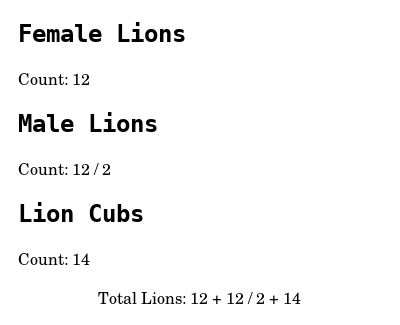 Female Lions
Count: 12
Male Lions
Count: 12 / 2
Lion Cubs
Count: 14
Total Lions: 12 + 12 / 2 + 14